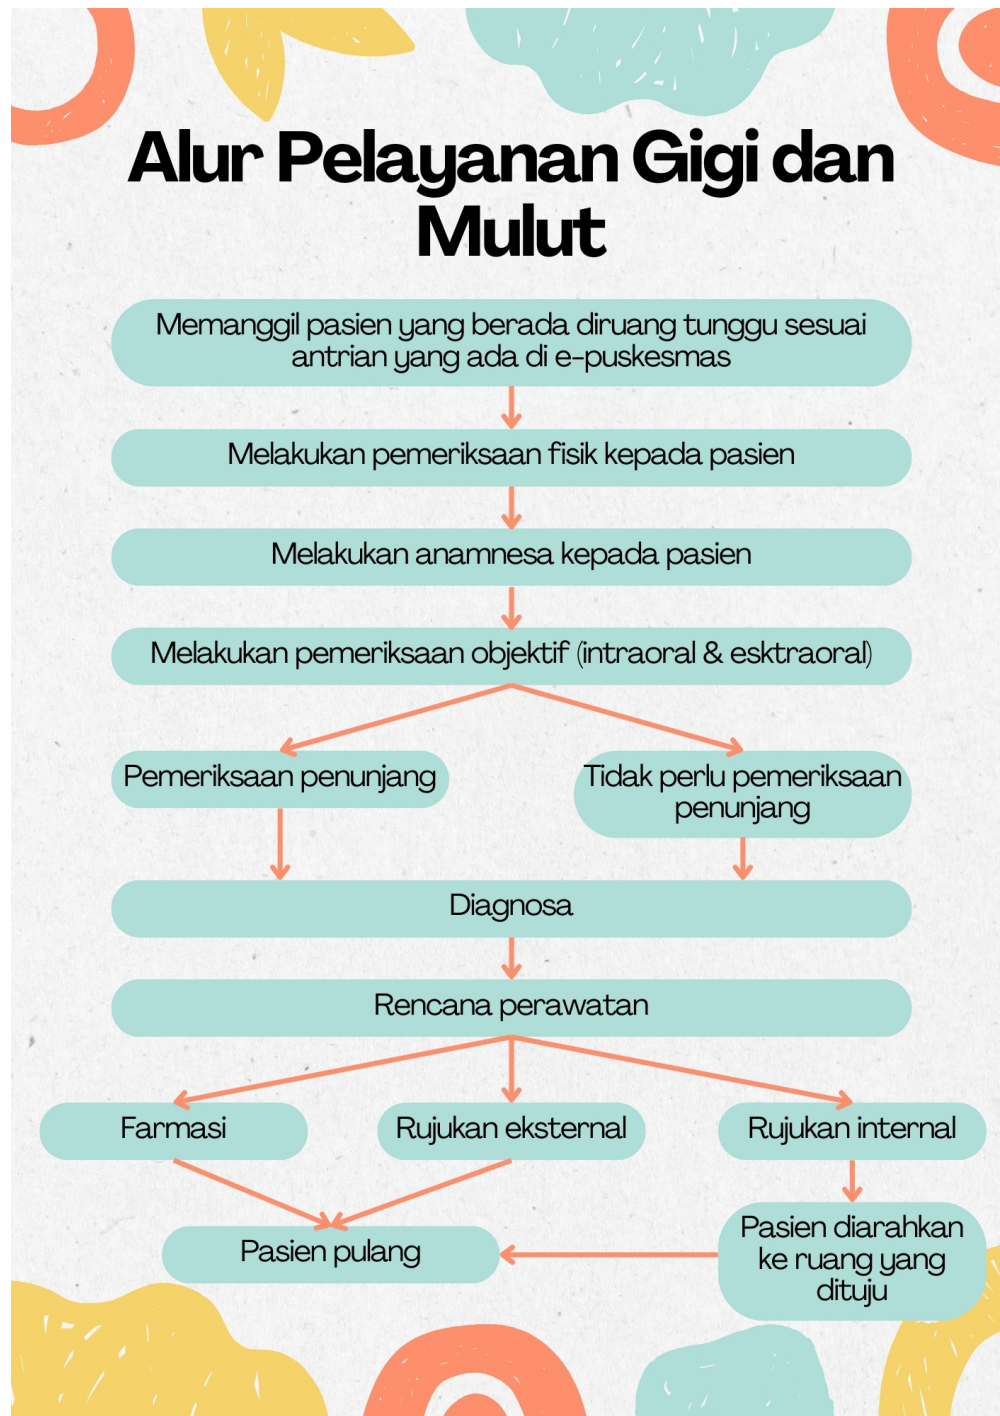 Alur Pelayanan Gigi dan
Mulut
Memanggil pasien yang berada diruang tunggu sesuai
antrian yang ada di e-puskesmas
Melakukan pemeriksaan fisik kepada pasien
Melakukan anamnesa kepada pasien
Melakukan pemeriksaan objektif (intraoral & esktraoral)
Pemeriksaan penunjang
Tidak perlu pemeriksaan
penunjang
Diagnosa
Rencana perawatan
Farmasi
Rujukan eksternal
Rujukan internal
Pasien pulang
Pasien diarahkan
ke ruang yang
dituju